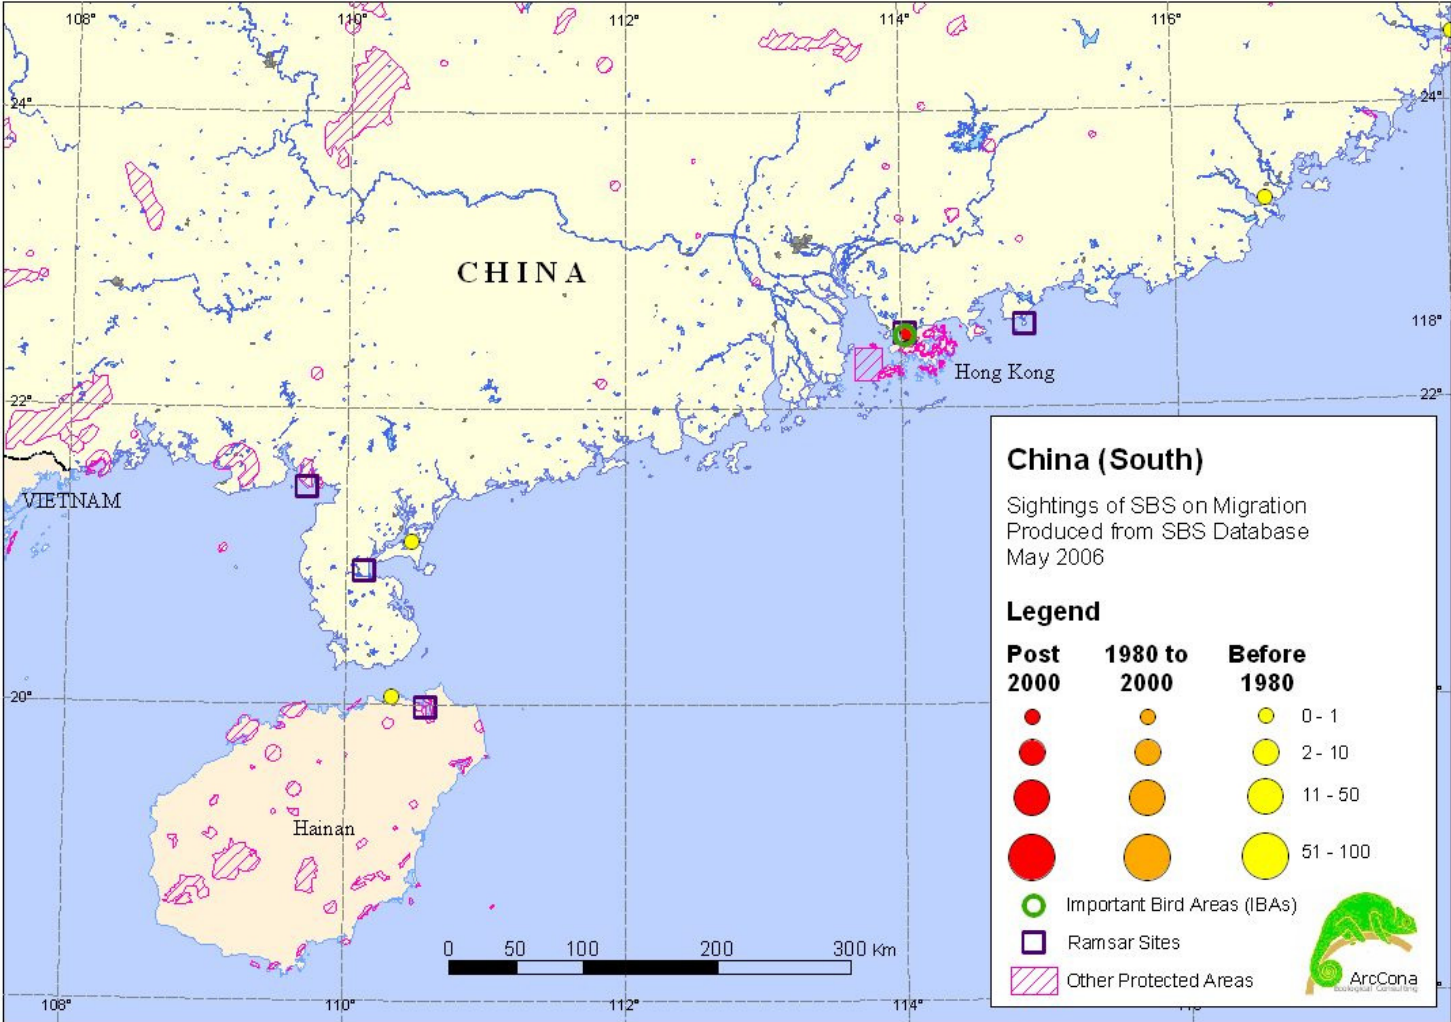 108° 110° 112° 114° 116°
24° 24°
CHINA
118°
Hong Kong
22° 22°
VIETNAM
20°
Hainan
0 50 100 200 300 Km
108° 110° 112° 114°
China (South)
Sightings of SBS on Migration
Produced from SBS Database
May 2006
Legend
Post 1980 to Before
2000 2000 1980
0 - 1
2 - 10
11 - 50
51 - 100
Important Bird Areas (IBAs)
Ramsar Sites
Other Protected Areas
ArcCona
Ecological Consulting